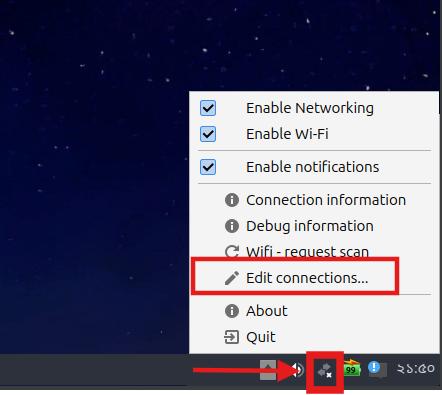 Enable Networking
Enable Wi-Fi
Enable notifications
Connection information
Debug information
Wifi - request scan
Edit connections...
About
Quit
99
২১:৫০